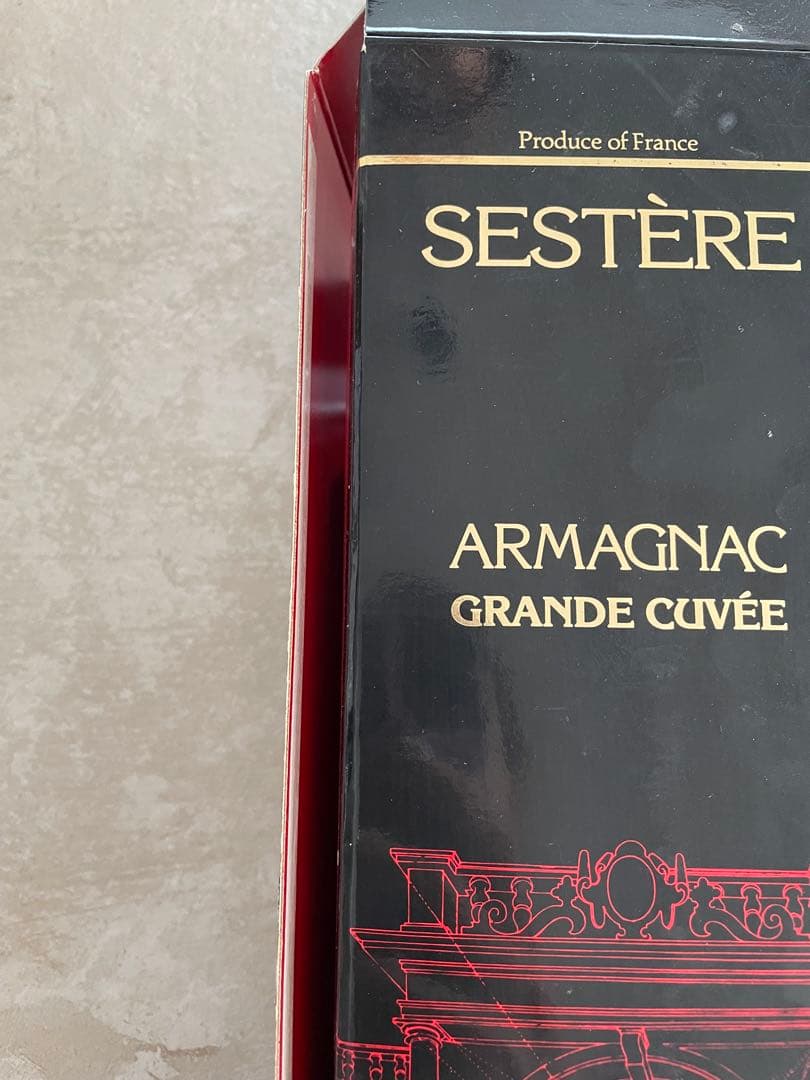 Produce of France
SESTÈRE
ARMAGNAC
GRANDE CUVÉE